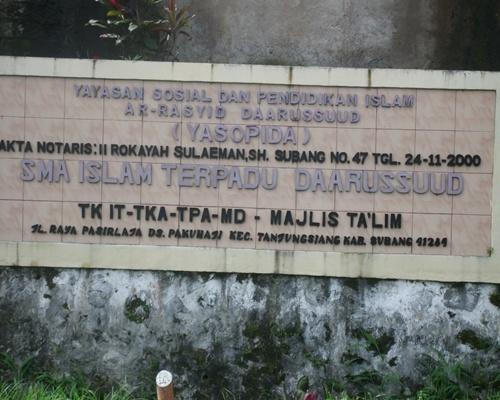 YAYASAN SOSIAL DAN PENDIDIKAN ISLAM
AR-RASYID DAARUSSUUD
(YASOPIDA)
AKTA NOTARIS: II ROKAYAH SULAEMAN,SH. SUBANG NO.47 TGL. 24-11-2000
SMA ISLAM TERPADU DAARUSSUUD
TK IT-TKA-TPA-MD - MAJLIS TA'LIM
JL. RAYA PASIRLAJA DS. PAKUHAJI KEC. TANJUNGSIANG KAB. SUBANG 41284